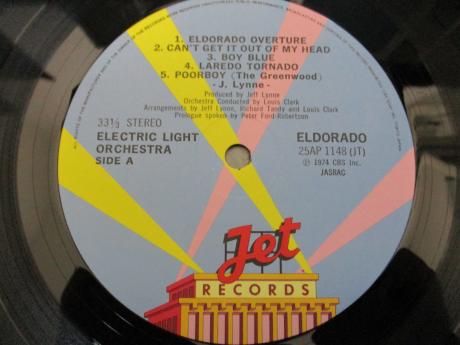 1. ELDORADO OVERTURE
2. CAN'T GET IT OUT OF MY HEAD
3. BOY BLUE
4. LAREDO TORNADO
5. POORBOY (The Greenwood)
- J. Lynne -
Produced by Jeff Lynne
Orchestra Conducted by Louis Clark
Arrangements by Jeff Lynne, Richard Tandy and Louis Clark
Prologue spoken by Peter Ford-Robertson
33⅓ STEREO
ELECTRIC LIGHT
ORCHESTRA
SIDE A
ELDORADO
25AP 1148 (JT)
Ⓟ 1974 CBS Inc.
JASRAC
Jet
RECORDS